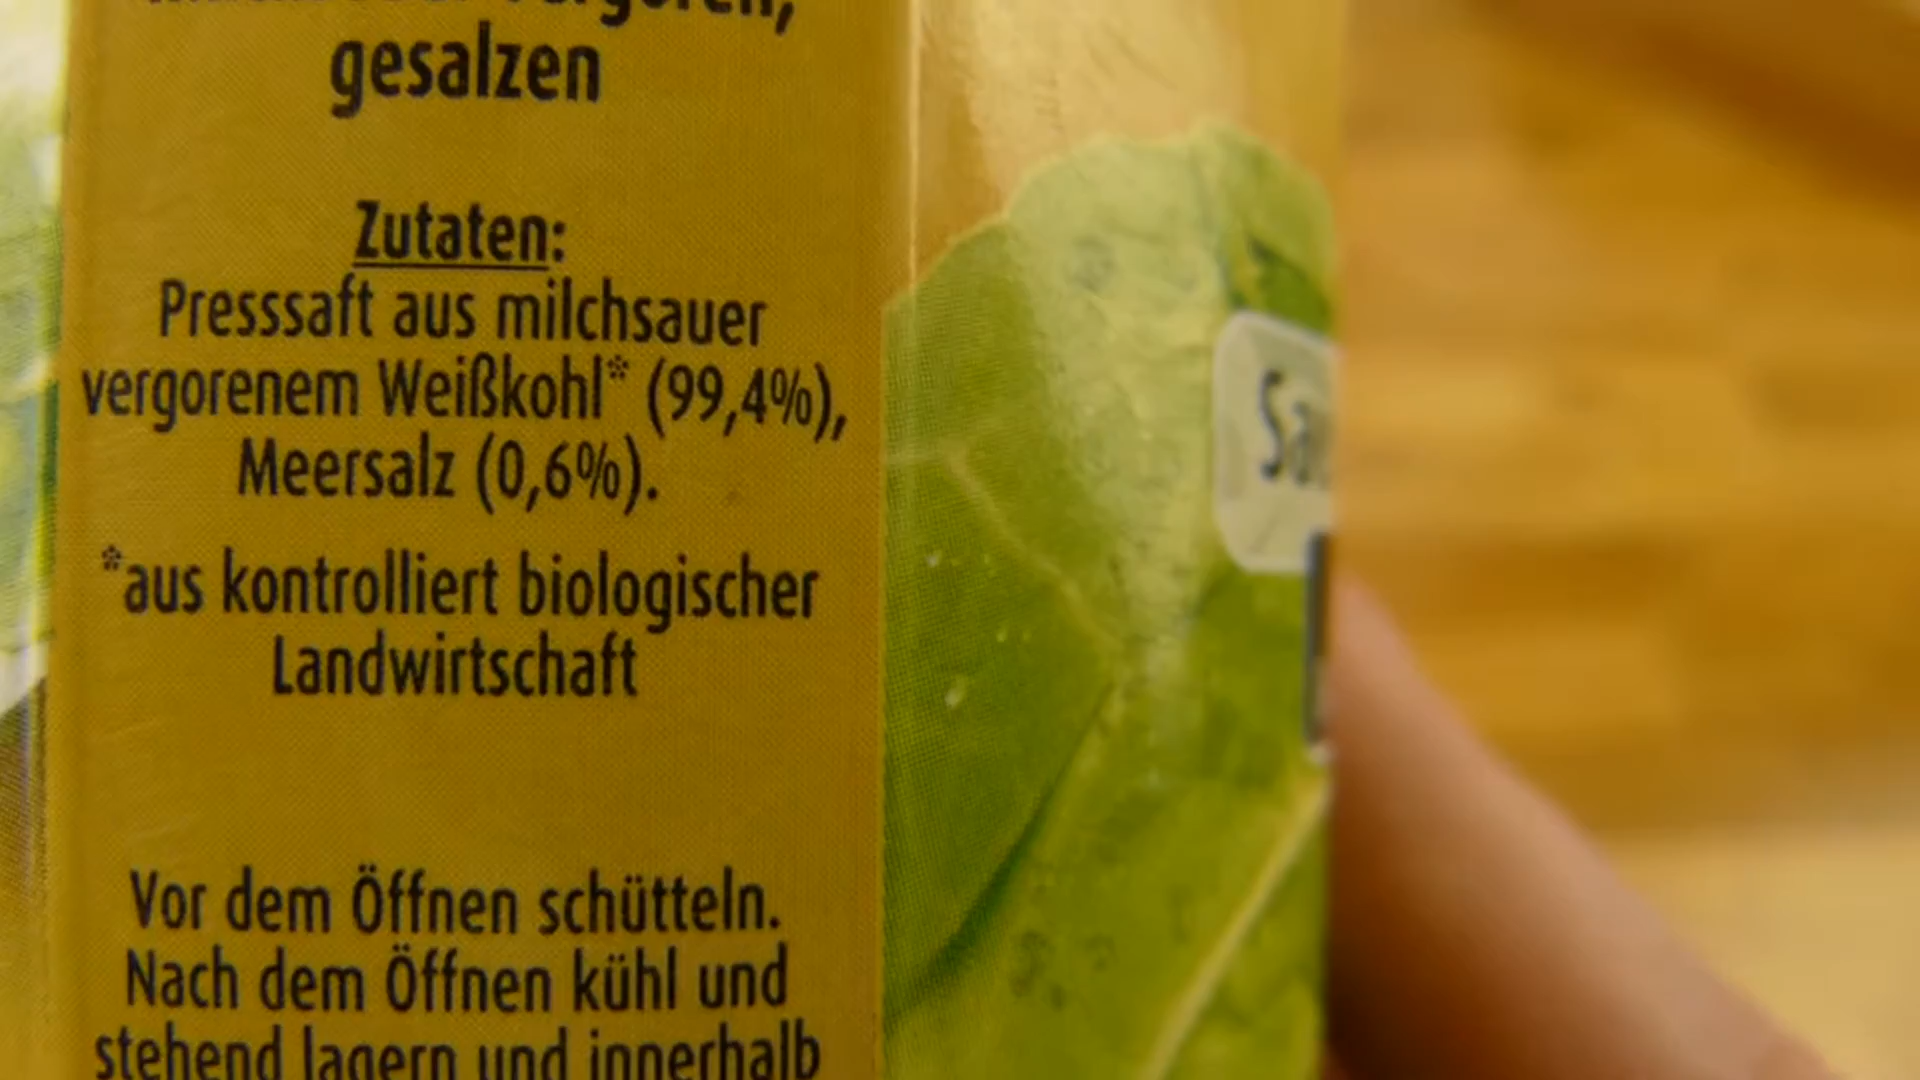 vergoren,
gesalzen
Zutaten:
Presssaft aus milchsauer
vergorenem Weißkohl* (99,4%),
Meersalz (0,6%).
*aus kontrolliert biologischer
Landwirtschaft
Vor dem Öffnen schütteln.
Nach dem Öffnen kühl und
stehend lagern und innerhalb